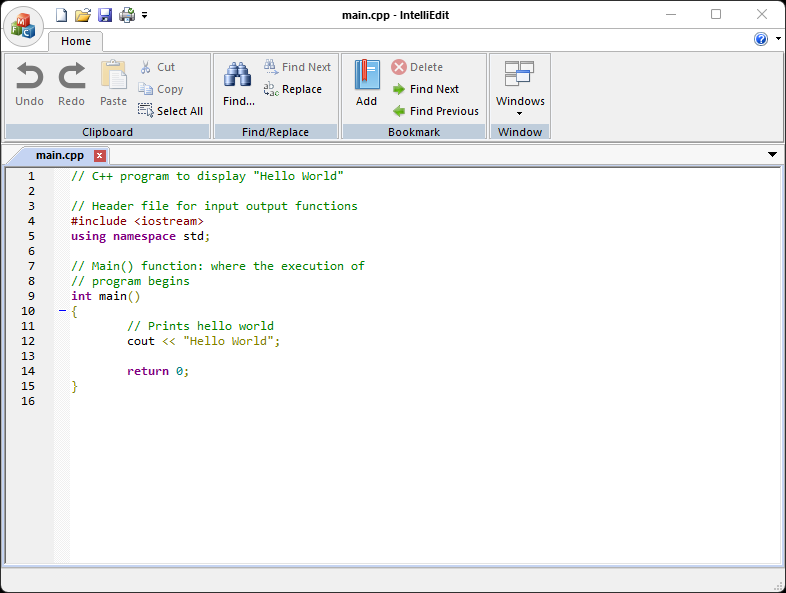 main.cpp - IntelliEdit
Home
Undo
Redo
Paste
Cut
Copy
Select All
Clipboard
Find...
Find Next
Replace
Find/Replace
Add
Delete
Find Next
Find Previous
Bookmark
Windows
Window
main.cpp
1 // C++ program to display "Hello World"
2
3 // Header file for input output functions
4 #include <iostream>
5 using namespace std;
6
7 // Main() function: where the execution of
8 // program begins
9 int main()
10 {
11 // Prints hello world
12 cout << "Hello World";
13
14 return 0;
15 }
16